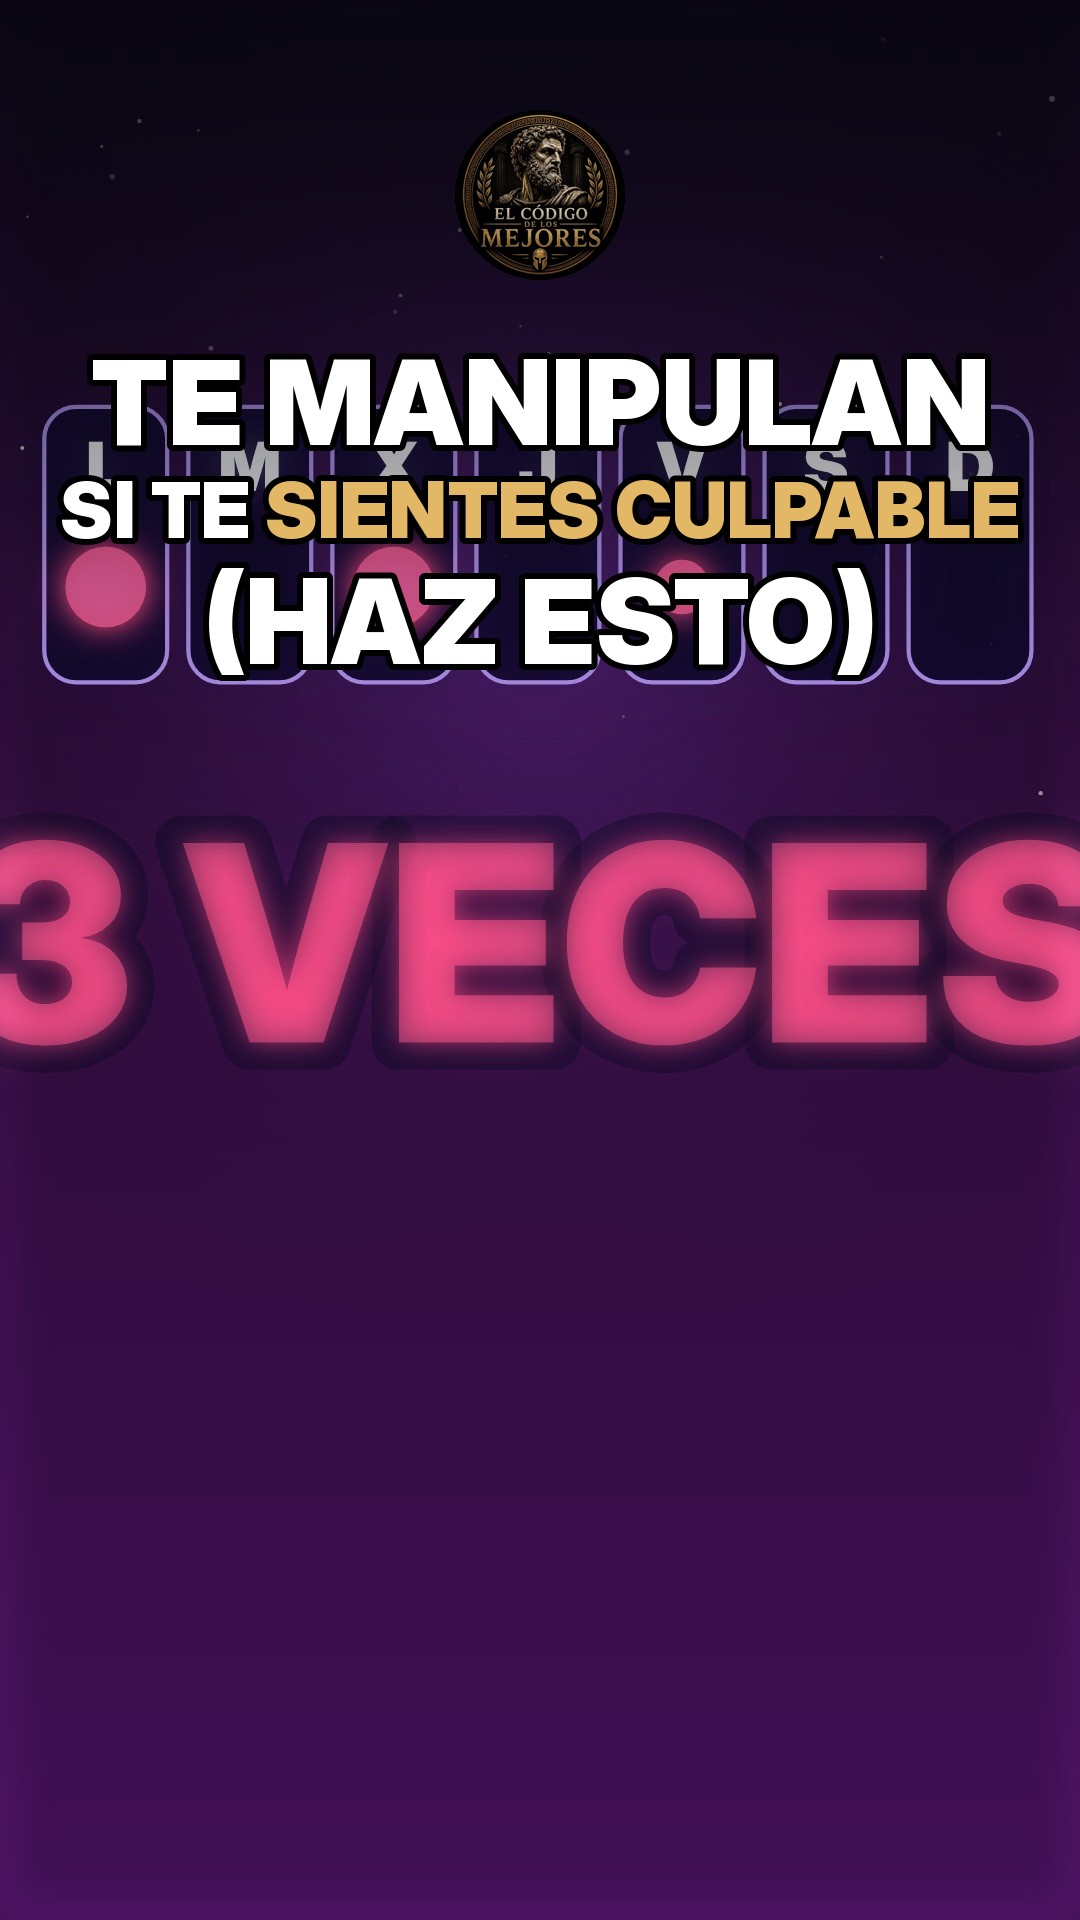 EL CÓDIGO
DE LOS
MEJORES
TE MANIPULAN
L M X J V S D
SI TE SIENTES CULPABLE
(HAZ ESTO)
3 VECES